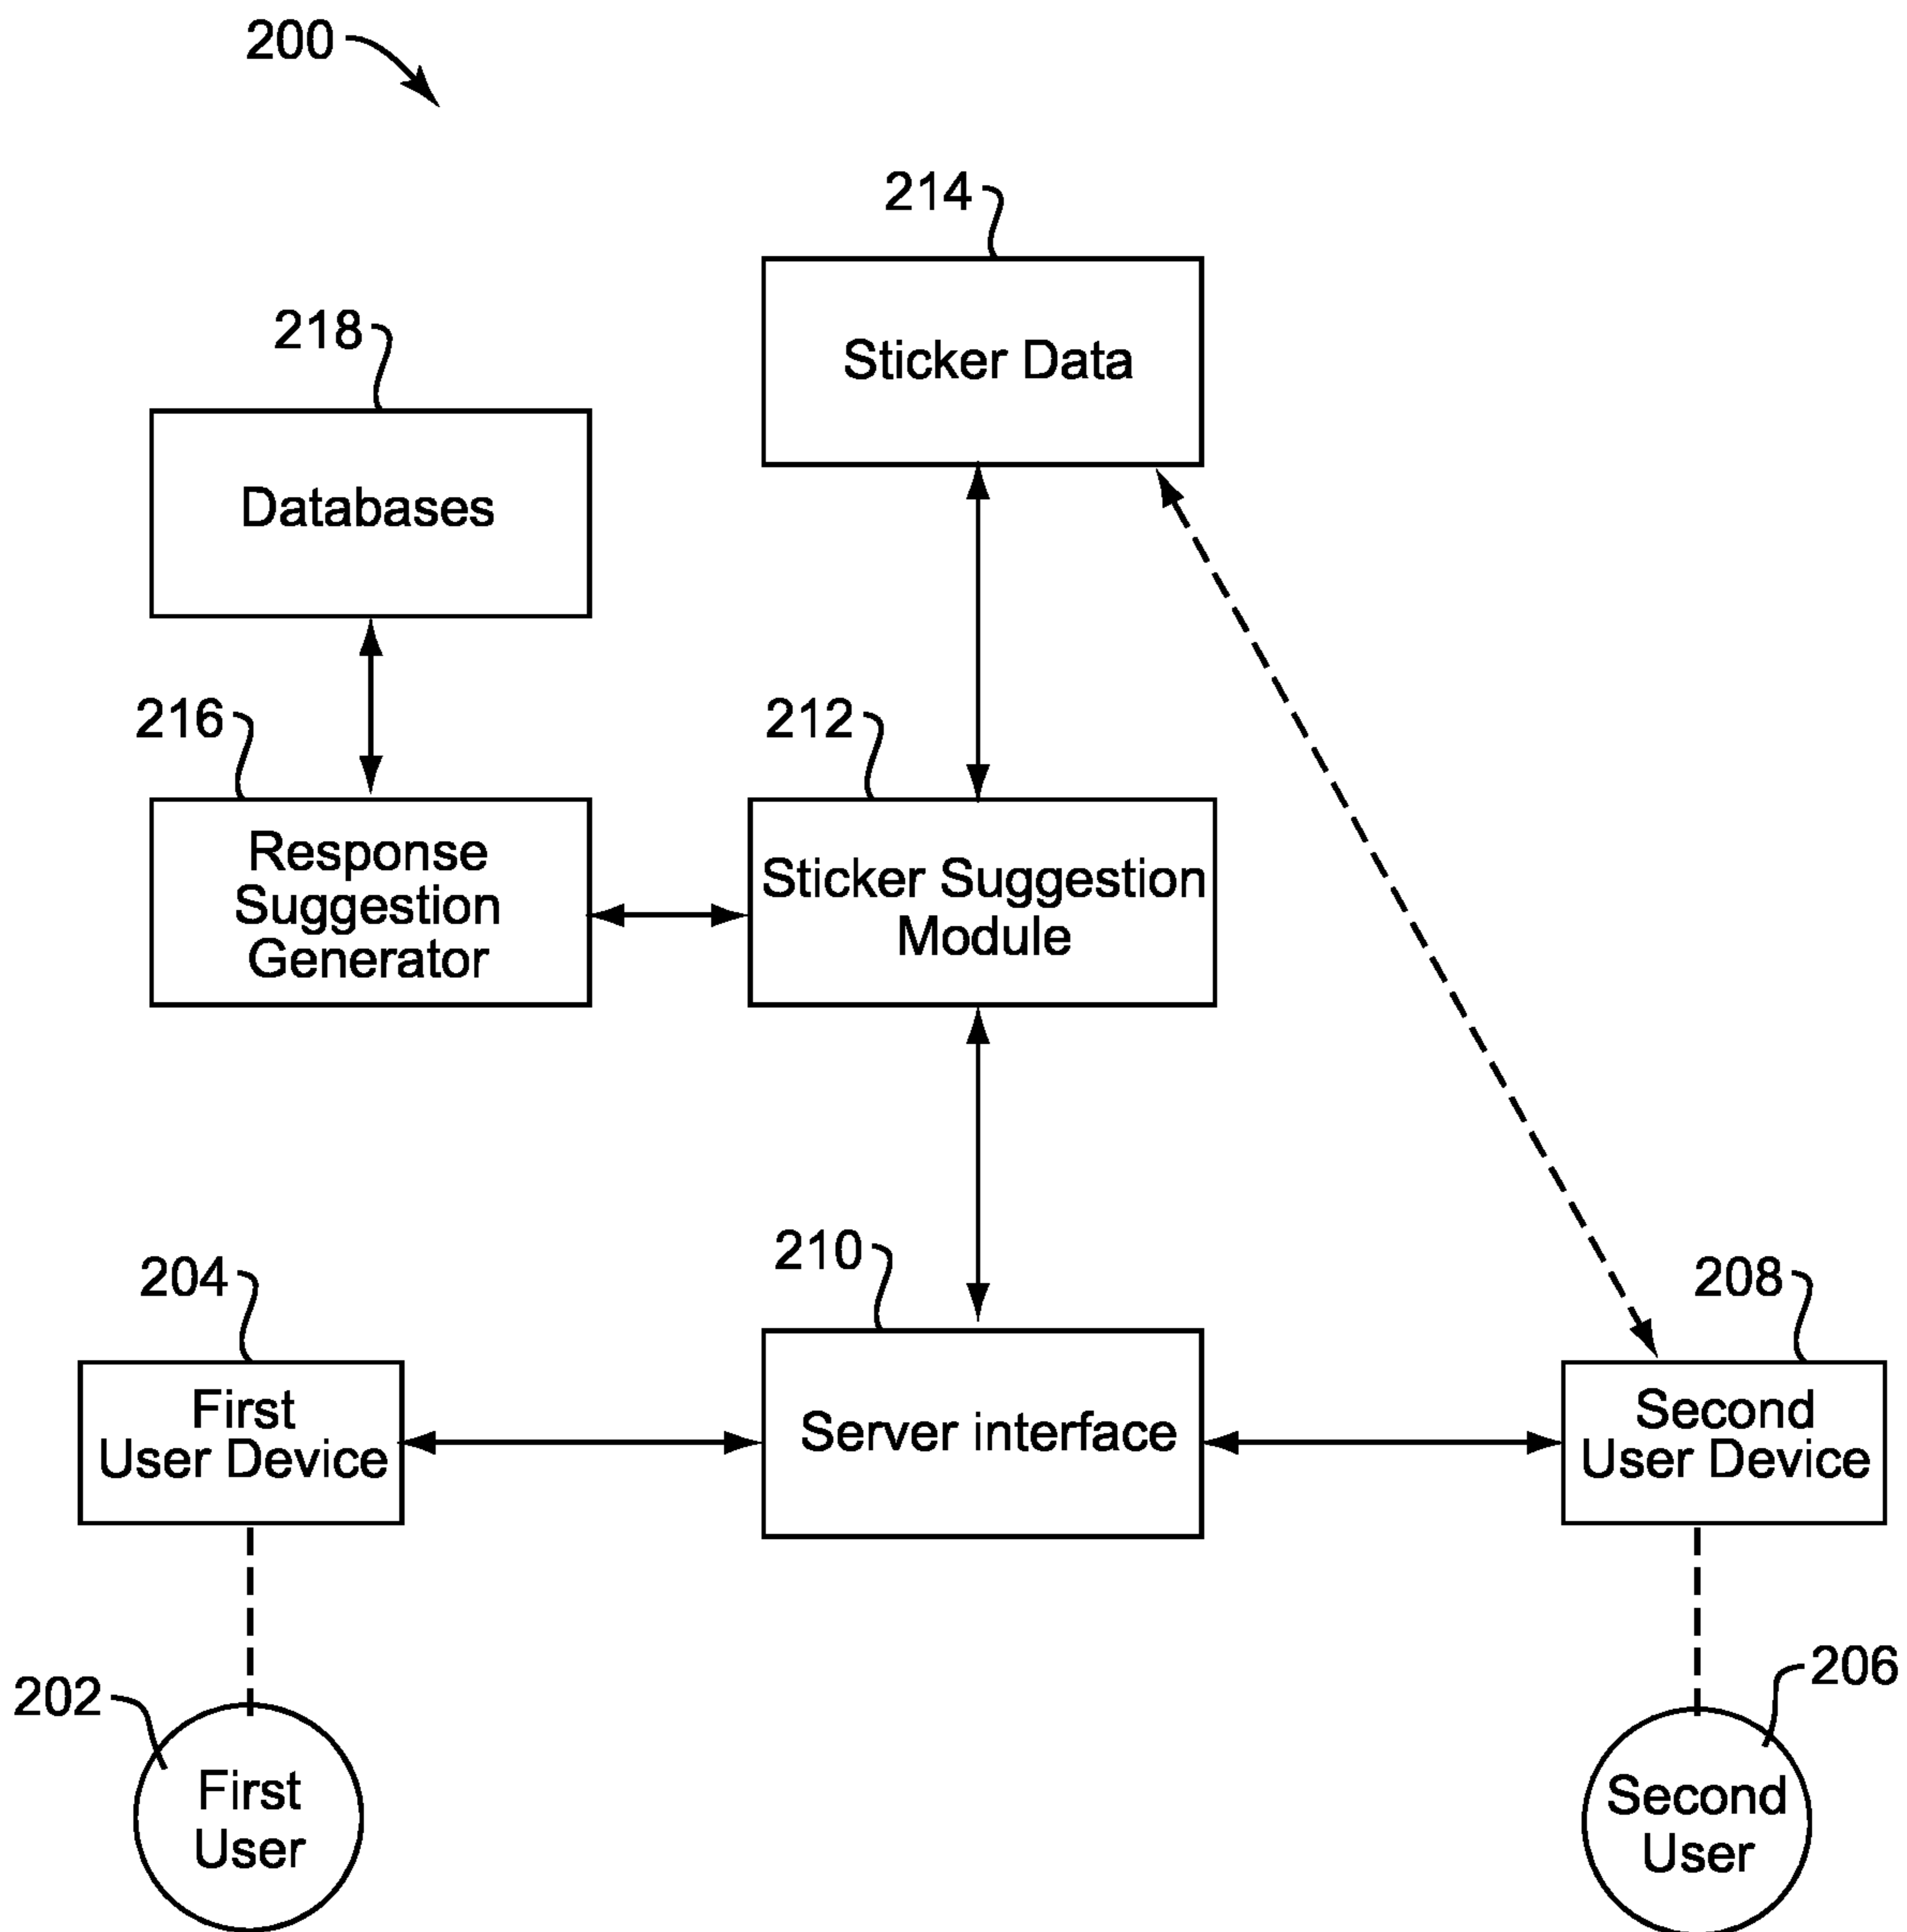 200
214
Sticker Data
218
Databases
216
Response
Suggestion
Generator
212
Sticker Suggestion
Module
210
Server interface
204
First
User Device
208
Second
User Device
202
First
User
206
Second
User